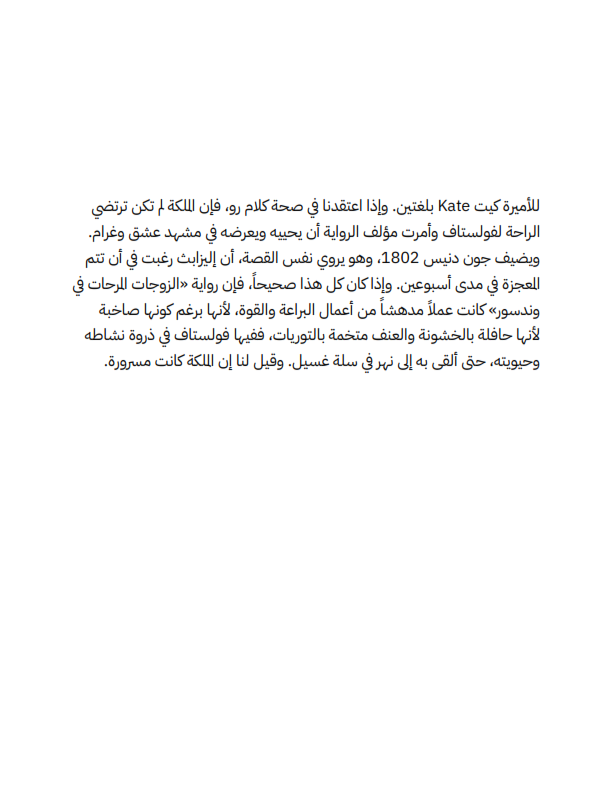 للأميرة كيت Kate بلغتين. وإذا اعتقدنا في صحة كلام رو، فإن الملكة لم تكن ترتضي
الراحة لفولستاف وأمرت مؤلف الرواية أن يحييه ويعرضه في مشهد عشق وغرام.
ويضيف جون دنيس 1802، وهو يروي نفس القصة، أن إليزابث رغبت في أن تتم
المعجزة في مدى أسبوعين. وإذا كان كل هذا صحيحاً، فإن رواية «الزوجات المرحات في
وندسور» كانت عملاً مدهشاً من أعمال البراعة والقوة، لأنها برغم كونها صاخبة
لأنها حافلة بالخشونة والعنف متخمة بالتوريات، ففيها فولستاف في ذروة نشاطه
وحيويته، حتى ألقى به إلى نهر في سلة غسيل. وقيل لنا إن الملكة كانت مسرورة.